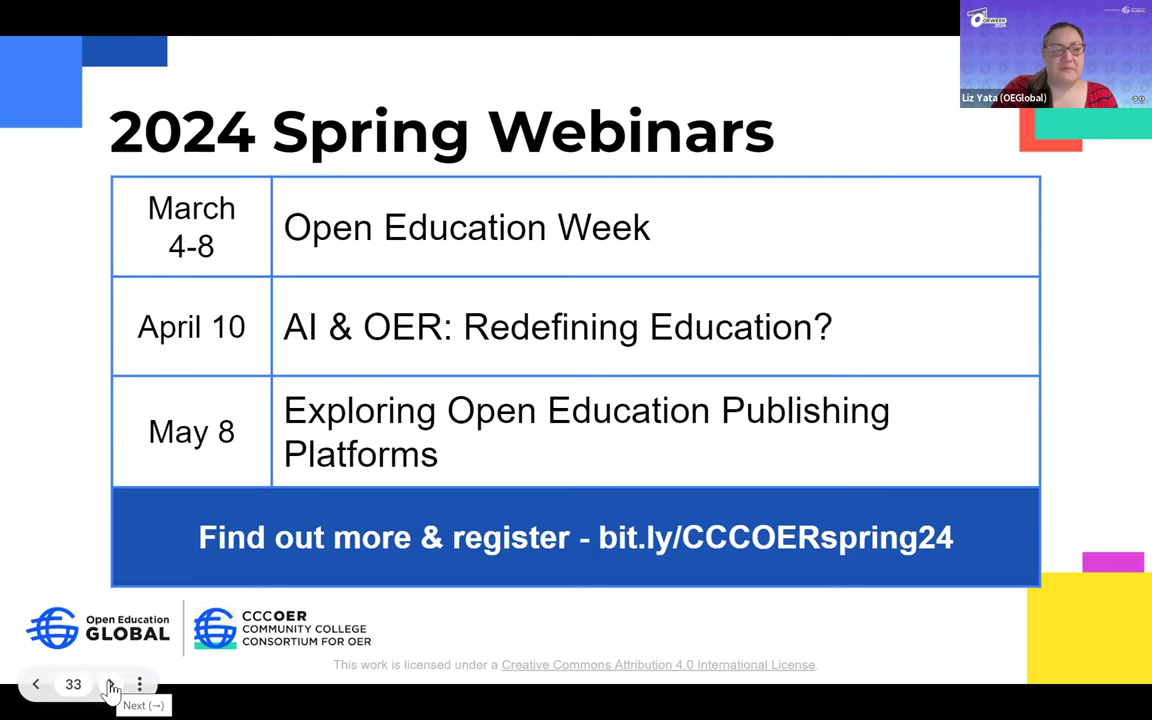 OEWEEK
GLOBAL
Liz Yata (OEGlobal)
2024 Spring Webinars
March
4-8
Open Education Week
April 10
AI & OER: Redefining Education?
May 8
Exploring Open Education Publishing
Platforms
Find out more & register - bit.ly/CCCOERspring24
Open Education
GLOBAL
CCCOER
COMMUNITY COLLEGE
CONSORTIUM FOR OER
This work is licensed under a Creative Commons Attribution 4.0 International License.
33
Next (→)